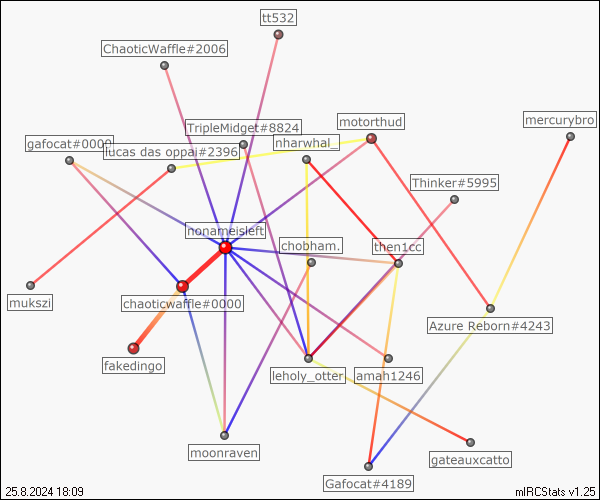 tt532
ChaoticWaffle#2006
mercurybro
motorthud
TripleMidget#8824
gafocat#0000
nharwhal_
lucas das oppai#2396
Thinker#5995
nonameisleft
chobham.
then1cc
mukszi
chaoticwaffle#0000
Azure Reborn#4243
fakedingo
leholy_otter
amah1246
moonraven
gateauxcatto
Gafocat#4189
25.8.2024 18:09
mIRCStats v1.25